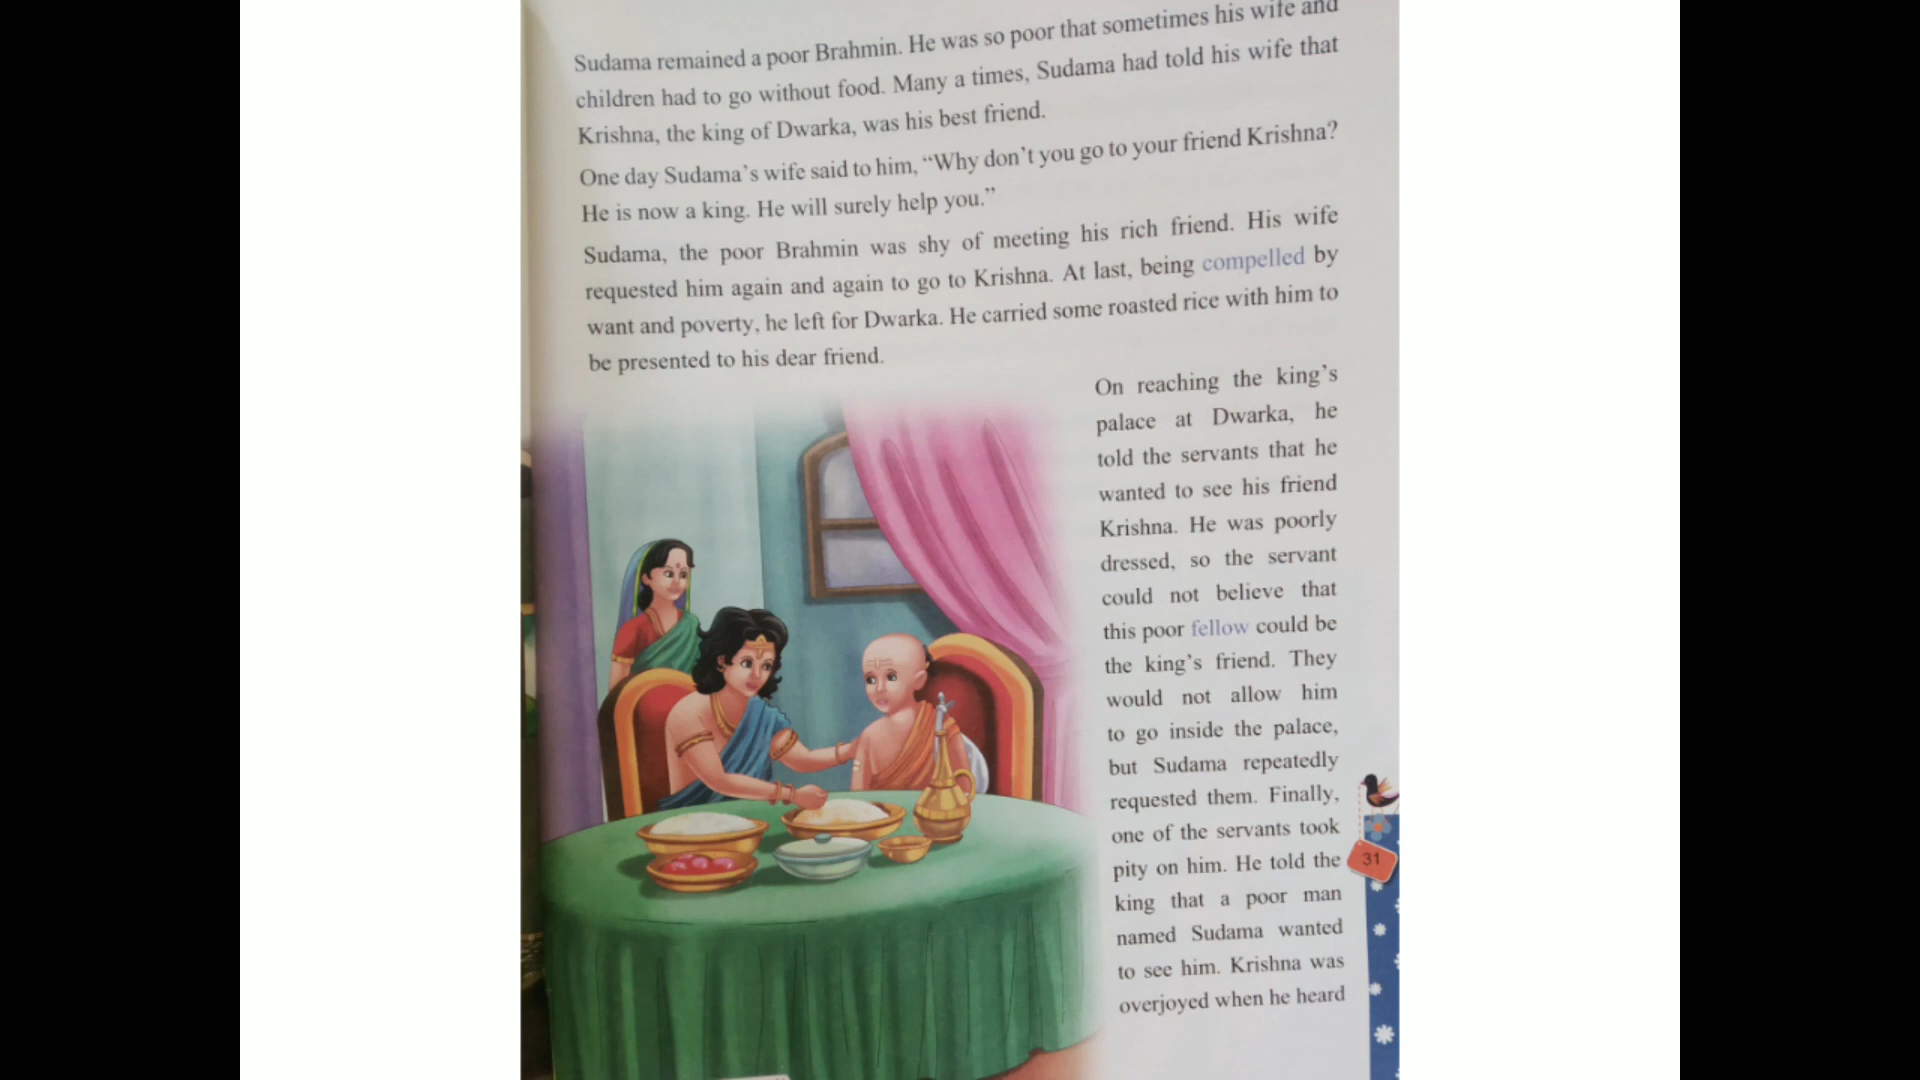 Sudama remained a poor Brahmin. He was so poor that sometimes his wife and
children had to go without food. Many a times, Sudama had told his wife that
Krishna, the king of Dwarka, was his best friend.
One day Sudama's wife said to him, “Why don't you go to your friend Krishna?
He is now a king. He will surely help you.”
Sudama, the poor Brahmin was shy of meeting his rich friend. His wife
requested him again and again to go to Krishna. At last, being compelled by
want and poverty, he left for Dwarka. He carried some roasted rice with him to
be presented to his dear friend.
On reaching the king's
palace at Dwarka, he
told the servants that he
wanted to see his friend
Krishna. He was poorly
dressed, so the servant
could not believe that
this poor fellow could be
the king's friend. They
would not allow him
to go inside the palace,
but Sudama repeatedly
requested them. Finally,
one of the servants took
pity on him. He told the
king that a poor man
named Sudama wanted
to see him. Krishna was
overjoyed when he heard
31